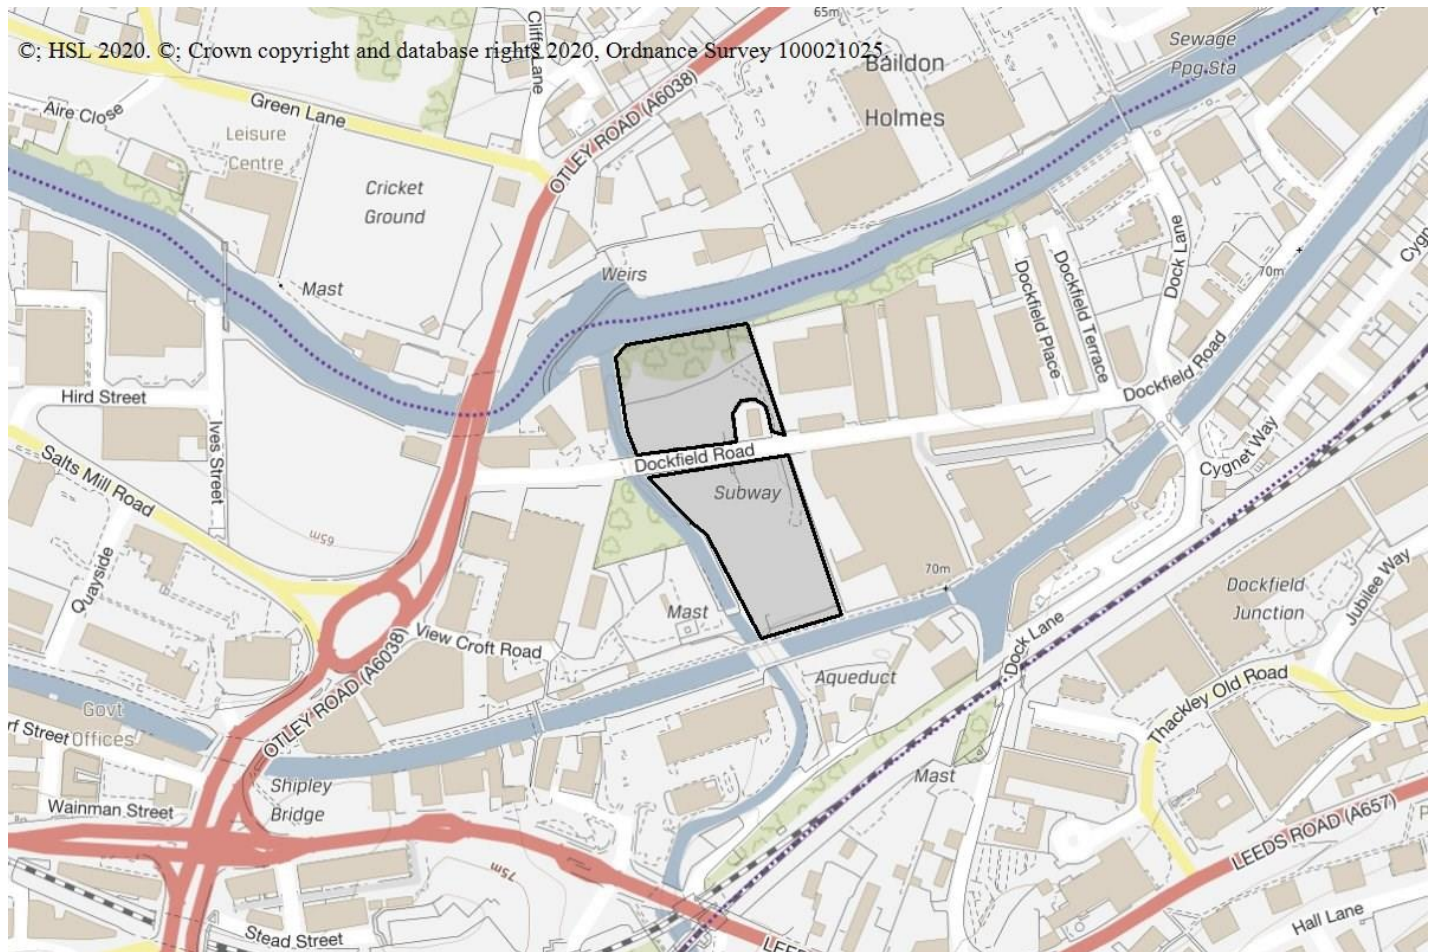 65m
Cliffe Lane
Sewage
Ppg Sta
©; HSL 2020. ©; Crown copyright and database rights 2020, Ordnance Survey 100021025.
Baildon
Holmes
OTLEY ROAD (A6038)
Green Lane
Aire Close
Leisure
Centre
Cricket
Ground
Dock Lane
Cygnet
Weirs
Mast
70m
Dockfield Place
Dockfield Terrace
Dockfield Road
Hird Street
Ives Street
Salts Mill Road
Dockfield Road
Cygnet Way
Subway
65m
Quayside
70m
Dockfield
Junction
Jubilee Way
Mast
View Croft Road
Dock Lane
Aqueduct
Thackley Old Road
OTLEY ROAD (A6038)
Govt
Offices
rf Street
Mast
Shipley
Bridge
Wainman Street
LEEDS ROAD (A657)
75m
Hall Lane
Stead Street
LEEDS